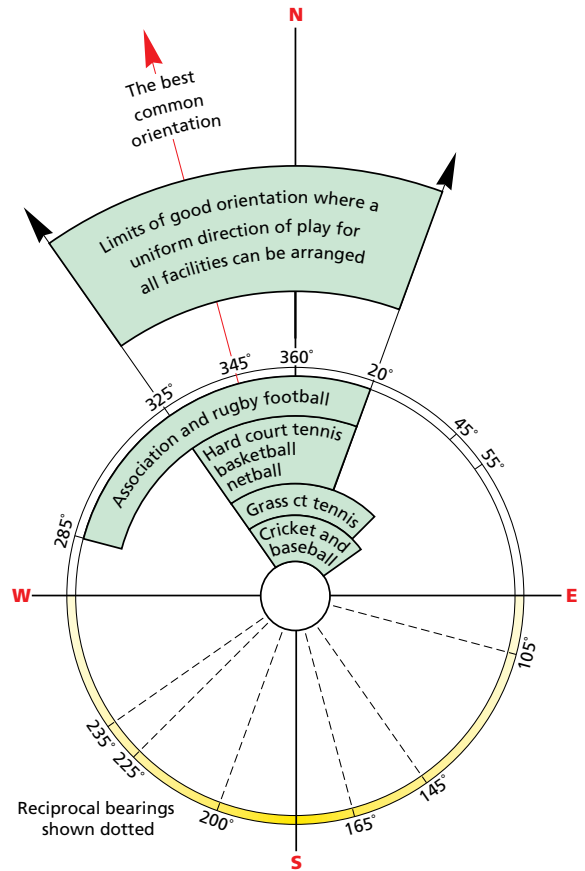 N
The best
common
orientation
Limits of good orientation where a
uniform direction of play for
all facilities can be arranged
345°
360°
20°
325°
45°
55°
285°
Association and rugby football
Hard court tennis
basketball
netball
Grass ct tennis
Cricket and
baseball
W
E
105°
235°
225°
200°
165°
145°
Reciprocal bearings
shown dotted
S